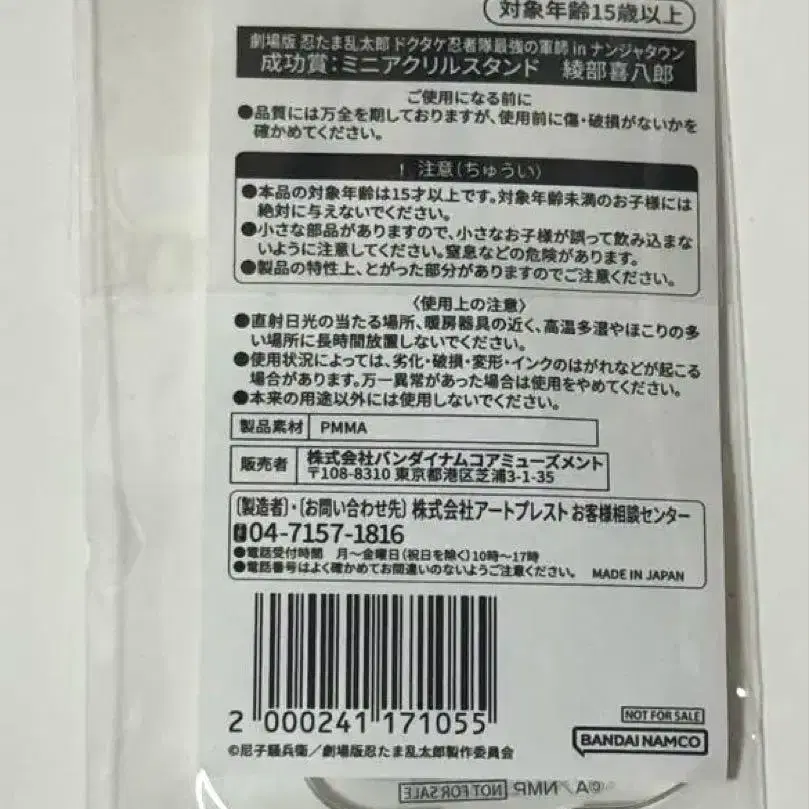 対象年齢15歳以上
劇場版 忍たま乱太郎 ドクタケ忍者隊最強の軍師 in ナンジャタウン
成功賞:ミニアクリルスタンド 綾部喜八郎
ご使用になる前に
●品質には万全を期しておりますが、使用前に傷・破損がないかを
確かめてください。
! 注意(ちゅうい)
●本品の対象年齢は15才以上です。対象年齢未満のお子様には
絶対に与えないでください。
●小さな部品がありますので、小さなお子様が誤って飲み込まな
いように注意してください。窒息などの危険があります。
●製品の特性上、とがった部分がありますのでご注意ください。
〈使用上の注意〉
●直射日光の当たる場所、暖房器具の近く、高温多湿やほこりの多
い場所に長時間放置しないでください。
●使用状況によっては、劣化・破損・変形・インクのはがれなどが起こる
場合があります。万一異常があった場合は使用をやめてください。
●本来の用途以外には使用しないでください。
製品素材 PMMA
販売者 株式会社バンダイナムコアミューズメント
〒108-8310 東京都港区芝浦3-1-35
〔製造者〕・〔お問い合わせ先〕株式会社アートプレスト お客様相談センター
04-7157-1816
●電話受付時間 月〜金曜日(祝日を除く)10時〜17時
●電話番号はよく確かめてお間違いのないようご注意ください。 MADE IN JAPAN
2 000241 171055
NOT FOR SALE
BANDAI NAMCO
©尼子騒兵衛/劇場版忍たま乱太郎製作委員会
©A/NMP NOT FOR SALE